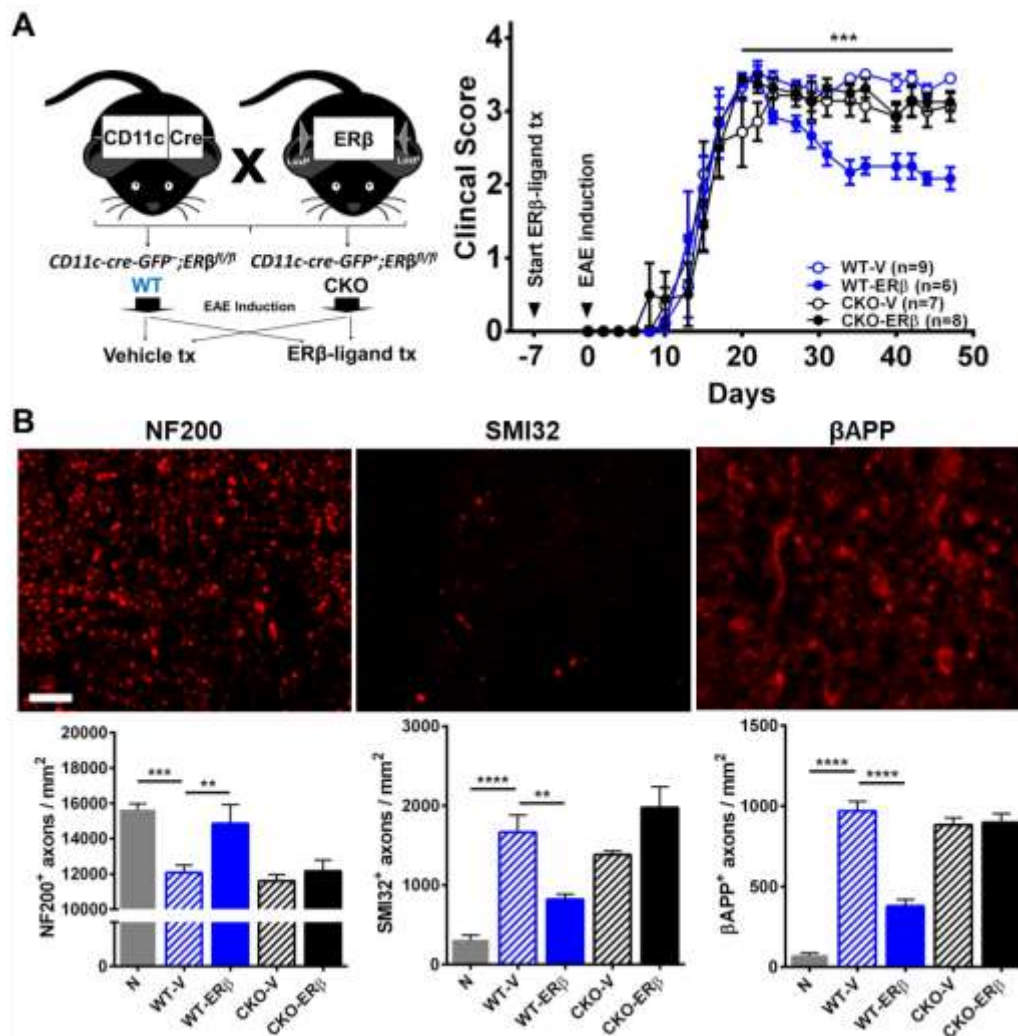 A
CD11c Cre
X
ERβ
LoxP
LoxP
CD11c-cre-GFP⁻;ERβᶠˡ/ᶠˡ
CD11c-cre-GFP⁺;ERβᶠˡ/ᶠˡ
WT
CKO
EAE Induction
Vehicle tx
ERβ-ligand tx
Clincal Score
4
3
2
1
0
***
Start ERβ-ligand tx
EAE induction
WT-V (n=9)
WT-ERβ (n=6)
CKO-V (n=7)
CKO-ERβ (n=8)
-7 0 10 20 30 40 50
Days
B
NF200
SMI32
βAPP
NF200⁺ axons / mm²
20000
18000
16000
14000
12000
10000
0
*** **
N WT-V WT-ERβ CKO-V CKO-ERβ
SMI32⁺ axons / mm²
3000
2000
1000
0
**** **
N WT-V WT-ERβ CKO-V CKO-ERβ
βAPP⁺ axons / mm²
1500
1000
500
0
**** ****
N WT-V WT-ERβ CKO-V CKO-ERβ